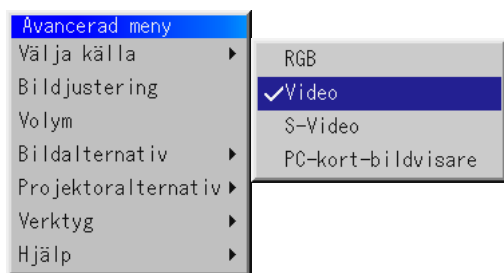 Avancerad meny
Välja källa
Bildjustering
Volym
Bildalternativ
Projektoralternativ
Verktyg
Hjälp
RGB
Video
S-Video
PC-kort-bildvisare